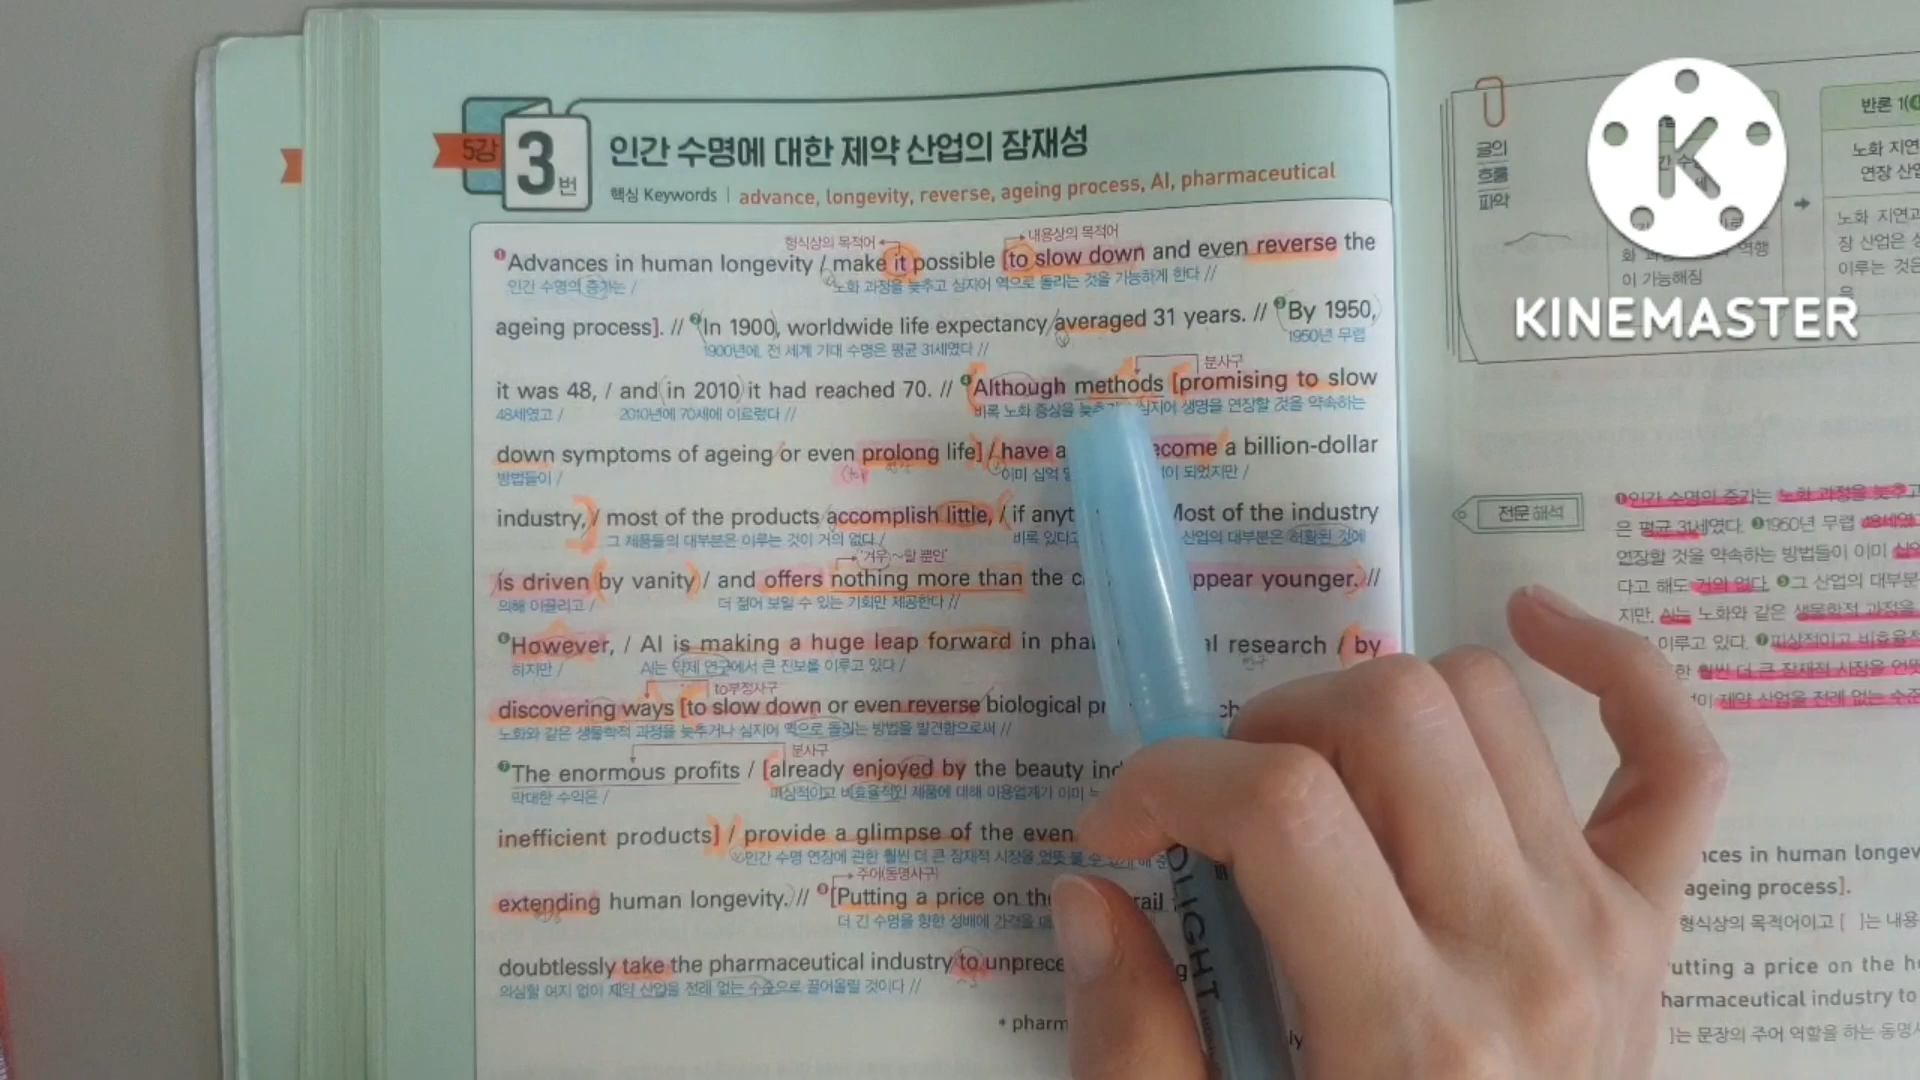 5강
3번
인간 수명에 대한 제약 산업의 잠재성
핵심 Keywords | advance, longevity, reverse, ageing process, AI, pharmaceutical
형식상의 목적어 내용상의 목적어
❶Advances in human longevity / make it possible [to slow down and even reverse the
인간 수명의 증가는 / 노화 과정을 늦추고 심지어 역으로 돌리는 것을 가능하게 한다 //
ageing process]. // ❷In 1900, worldwide life expectancy / averaged 31 years. // ❸By 1950,
1900년에, 전 세계 기대 수명은 평균 31세였다 // 1950년 무렵
it was 48, / and in 2010 it had reached 70. // ❹Although methods [promising to slow
분사구
48세였고 / 2010년에 70세에 이르렀다 // 비록 노화 증상을 심지어 생명을 연장할 것을 약속하는
down symptoms of ageing or even prolong life] / have a ecome a billion-dollar
방법들이 / 이미 십억 이 되었지만 /
industry, / most of the products accomplish little, / if anyt Most of the industry
그 제품들의 대부분은 이루는 것이 거의 없다 / 바록 있다고 산업의 대부분은 허황된 것에
'겨우 ~할 뿐인'
is driven by vanity / and offers nothing more than the c ppear younger. //
의해 이끌리고 / 더 젊어 보일 수 있는 기회만 제공한다 //
❻However, / AI is making a huge leap forward in pha al research / by
하지만 / AI는 약제 연구에서 큰 진보를 이루고 있다 /
to부정사구
discovering ways [to slow down or even reverse biological pr ch
노화와 같은 생물학적 과정을 늦추거나 심지어 역으로 돌리는 방법을 발견함으로써 //
분사구
❼The enormous profits / [already enjoyed by the beauty ind
막대한 수익은 / 피상적이고 비효율적인 제품에 대해 미용업계가 이미
inefficient products] / provide a glimpse of the even
인간 수명 연장에 관한 훨씬 더 큰 잠재적 시장을 언뜻 볼 수
주어(동명사구)
extending human longevity. // ❽[Putting a price on the rail
더 긴 수명을 향한 성배에 가격을
doubtlessly take the pharmaceutical industry to unprece g
의심할 여지 없이 제약 산업을 전례 없는 수준으로 끌어올릴 것이다 //
* pharm ly
OLIGHT
글의
흐름
파악
이 가능해짐
반론 1
노화 지연
연장 산업
노화 지연과
장 산업은
이루는 것은
을
KINEMASTER
전문 해석
❶인간 수명의 증가는 노화 과정을 늦추고
은 평균 31세였다. ❸1950년 무렵 48세였
연장할 것을 약속하는 방법들이 이미 십
다고 해도 거의 없다. ❺그 산업의 대부분
지만, AI는 노화와 같은 생물학적 과정을
이루고 있다. ❼피상적이고 비효율적
한 훨씬 더 큰 잠재적 시장을 언뜻
이 제약 산업을 전례 없는 수준
nces in human longev
ageing process].
형식상의 목적어이고 [ ]는 내용
utting a price on the h
harmaceutical industry to
]는 문장의 주어 역할을 하는 동명사